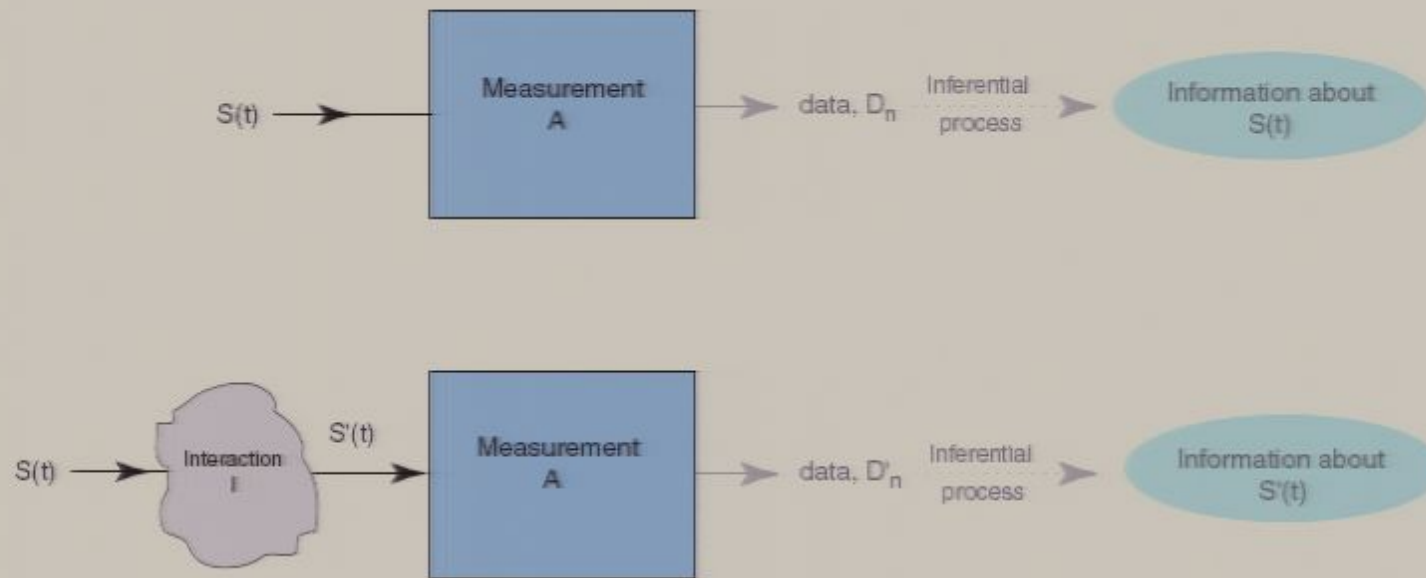 S(t)
Measurement
A
data, Dn
Inferential
process
Information about
S(t)
S(t)
Interaction
I
S'(t)
Measurement
A
data, D'n
Inferential
process
Information about
S'(t)